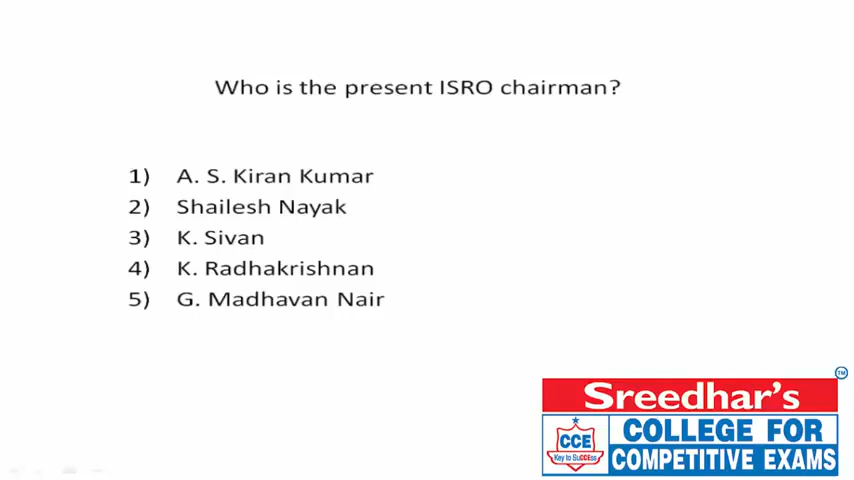 Who is the present ISRO chairman?
1) A. S. Kiran Kumar
2) Shailesh Nayak
3) K. Sivan
4) K. Radhakrishnan
5) G. Madhavan Nair
TM
Sreedhar's
CCE
Key to SuCCEss
COLLEGE FOR
COMPETITIVE EXAMS